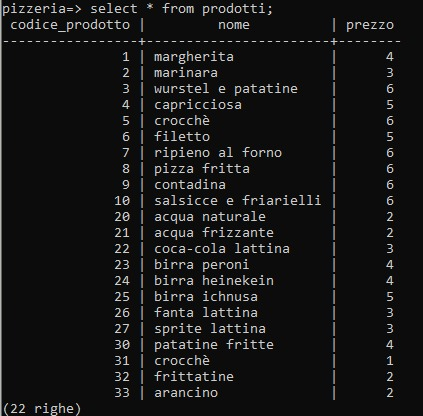 pizzeria=> select * from prodotti;
 codice_prodotto |         nome          | prezzo
-----------------+-----------------------+--------
               1 | margherita            |      4
               2 | marinara              |      3
               3 | wurstel e patatine    |      6
               4 | capricciosa           |      5
               5 | crocchè               |      6
               6 | filetto               |      5
               7 | ripieno al forno      |      6
               8 | pizza fritta          |      6
               9 | contadina             |      6
              10 | salsicce e friarielli |      6
              20 | acqua naturale        |      2
              21 | acqua frizzante       |      2
              22 | coca-cola lattina     |      3
              23 | birra peroni          |      4
              24 | birra heinekein       |      4
              25 | birra ichnusa         |      5
              26 | fanta lattina         |      3
              27 | sprite lattina        |      3
              30 | patatine fritte       |      4
              31 | crocchè               |      1
              32 | frittatine            |      2
              33 | arancino              |      2
(22 righe)